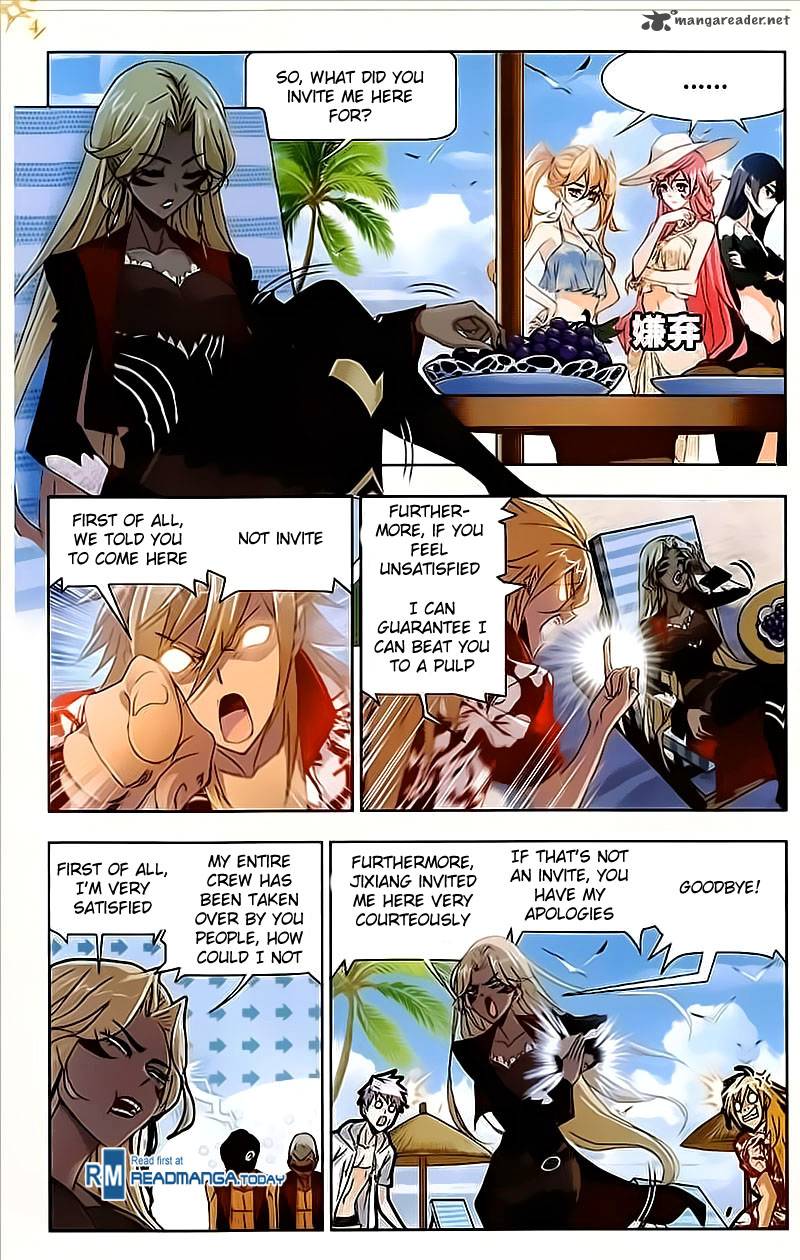 mangareader.net
SO, WHAT DID YOU
INVITE ME HERE
FOR?
......
嫌弃
FIRST OF ALL,
WE TOLD YOU
TO COME HERE
NOT INVITE
FURTHER-
MORE, IF YOU
FEEL
UNSATISFIED
I CAN
GUARANTEE I
CAN BEAT YOU
TO A PULP
FIRST OF ALL,
I'M VERY
SATISFIED
MY ENTIRE
CREW HAS
BEEN TAKEN
OVER BY YOU
PEOPLE, HOW
COULD I NOT
FURTHERMORE,
JIXIANG INVITED
ME HERE VERY
COURTEOUSLY
IF THAT'S NOT
AN INVITE, YOU
HAVE MY
APOLOGIES
GOODBYE!
RM
Read first at
READMANGA.TODAY